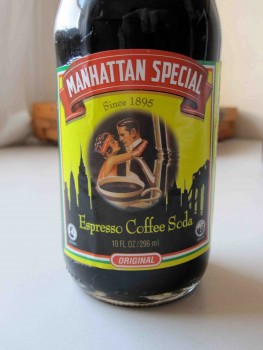 MANHATTAN SPECIAL
Since 1895
Espresso Coffee Soda
10 FL OZ/296 ml
ORIGINAL